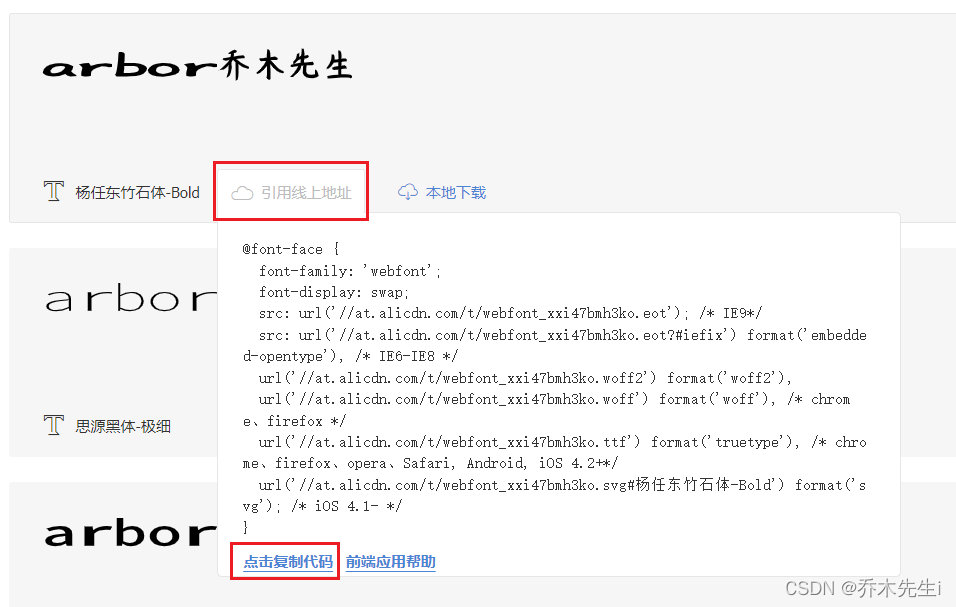 arbor乔木先生
杨任东竹石体-Bold 引用线上地址 本地下载
@font-face {
font-family: 'webfont';
font-display: swap;
src: url('//at.alicdn.com/t/webfont_xxi47bmh3ko.eot'); /* IE9*/
src: url('//at.alicdn.com/t/webfont_xxi47bmh3ko.eot?#iefix') format('embedde
d-opentype'), /* IE6-IE8 */
url('//at.alicdn.com/t/webfont_xxi47bmh3ko.woff2') format('woff2'),
url('//at.alicdn.com/t/webfont_xxi47bmh3ko.woff') format('woff'), /* chrom
e、firefox */
url('//at.alicdn.com/t/webfont_xxi47bmh3ko.ttf') format('truetype'), /* chro
me、firefox、opera、Safari, Android, iOS 4.2+*/
url('//at.alicdn.com/t/webfont_xxi47bmh3ko.svg#杨任东竹石体-Bold') format('s
vg'); /* iOS 4.1- */
}
点击复制代码 前端应用帮助
arbor
思源黑体-极细
arbor
CSDN @乔木先生i